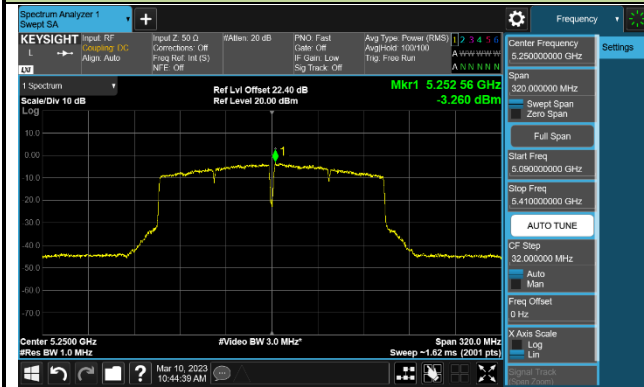 Spectrum Analyzer 1
Swept SA
Frequency
KEYSIGHT
L
LXI
Input: RF
Coupling: DC
Align: Auto
Input Z: 50 Ω
Corrections: Off
Freq Ref: Int (S)
NFE: Off
#Atten: 20 dB
PNO: Fast
Gate: Off
IF Gain: Low
Sig Track: Off
Avg Type: Power (RMS)
Avg|Hold: 100/100
Trig: Free Run
1 2 3 4 5 6
A W W W W W
A N N N N N
1 Spectrum
Scale/Div 10 dB
Log
Ref Lvl Offset 22.40 dB
Ref Level 20.00 dBm
Mkr1 5.252 56 GHz
-3.260 dBm
10.0
0.00
-10.0
-20.0
-30.0
-40.0
-50.0
-60.0
-70.0
1
Center 5.2500 GHz
#Res BW 1.0 MHz
#Video BW 3.0 MHz*
Span 320.0 MHz
Sweep ~1.62 ms (2001 pts)
Mar 10, 2023
10:44:39 AM
Center Frequency
5.250000000 GHz
Span
320.000000 MHz
Swept Span
Zero Span
Full Span
Start Freq
5.090000000 GHz
Stop Freq
5.410000000 GHz
AUTO TUNE
CF Step
32.000000 MHz
Auto
Man
Freq Offset
0 Hz
X Axis Scale
Log
Lin
Signal Track
(Span Zoom)
Settings